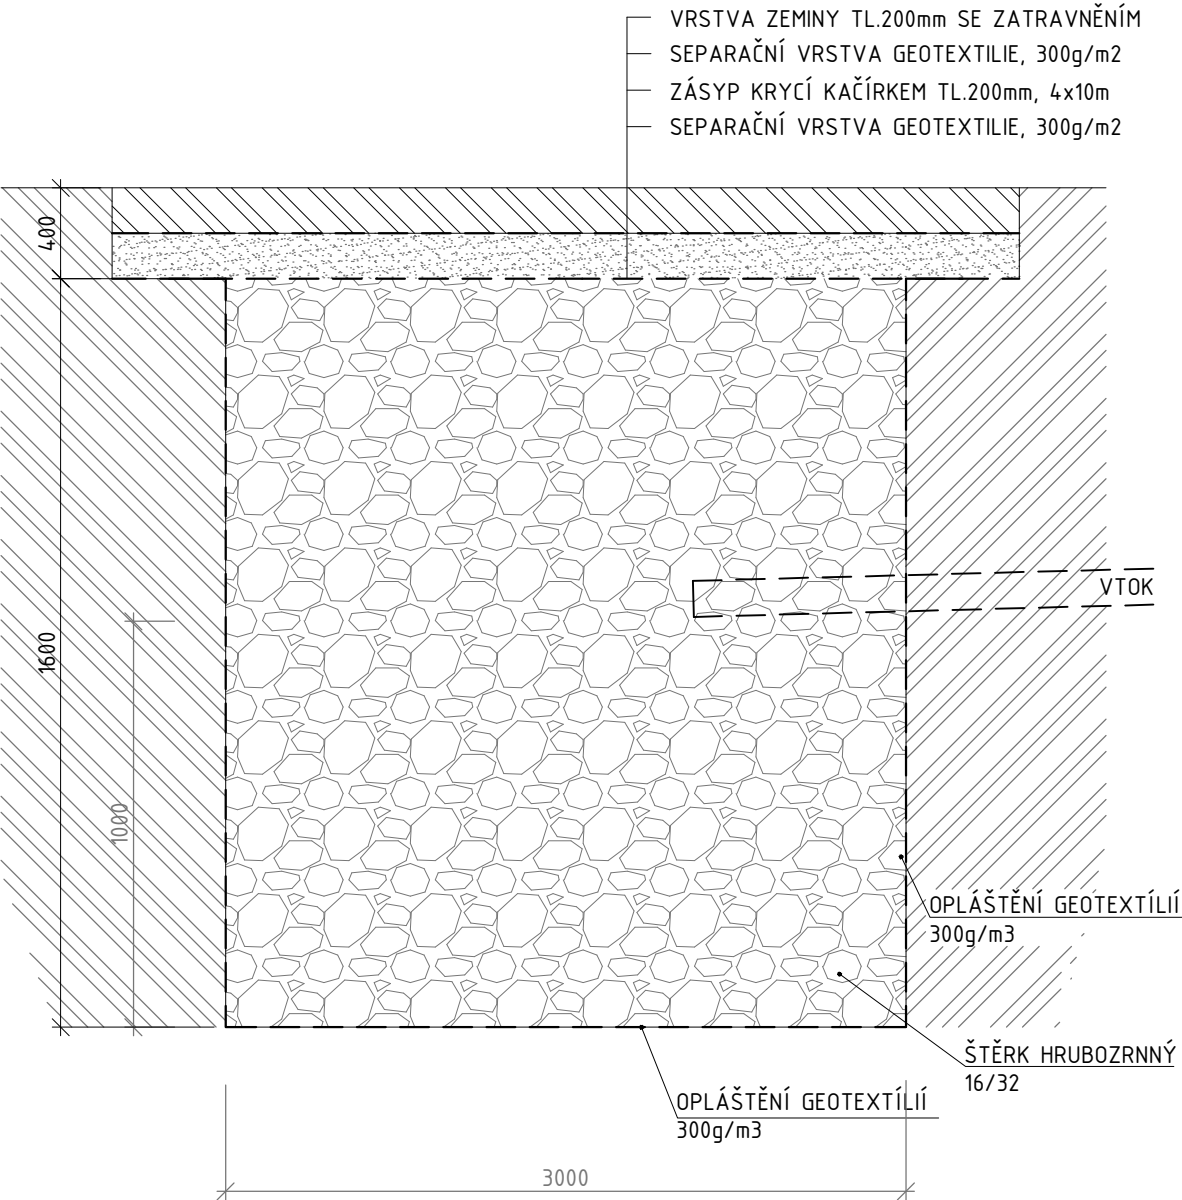 VRSTVA ZEMINY TL.200mm SE ZATRAVNĚNÍM
SEPARAČNÍ VRSTVA GEOTEXTILIE, 300g/m2
ZÁSYP KRYCÍ KAČÍRKEM TL.200mm, 4x10m
SEPARAČNÍ VRSTVA GEOTEXTILIE, 300g/m2
400
VTOK
1600
1000
OPLÁŠTĚNÍ GEOTEXTÍLIÍ
300g/m3
ŠTĚRK HRUBOZRNNÝ
16/32
OPLÁŠTĚNÍ GEOTEXTÍLIÍ
300g/m3
3000